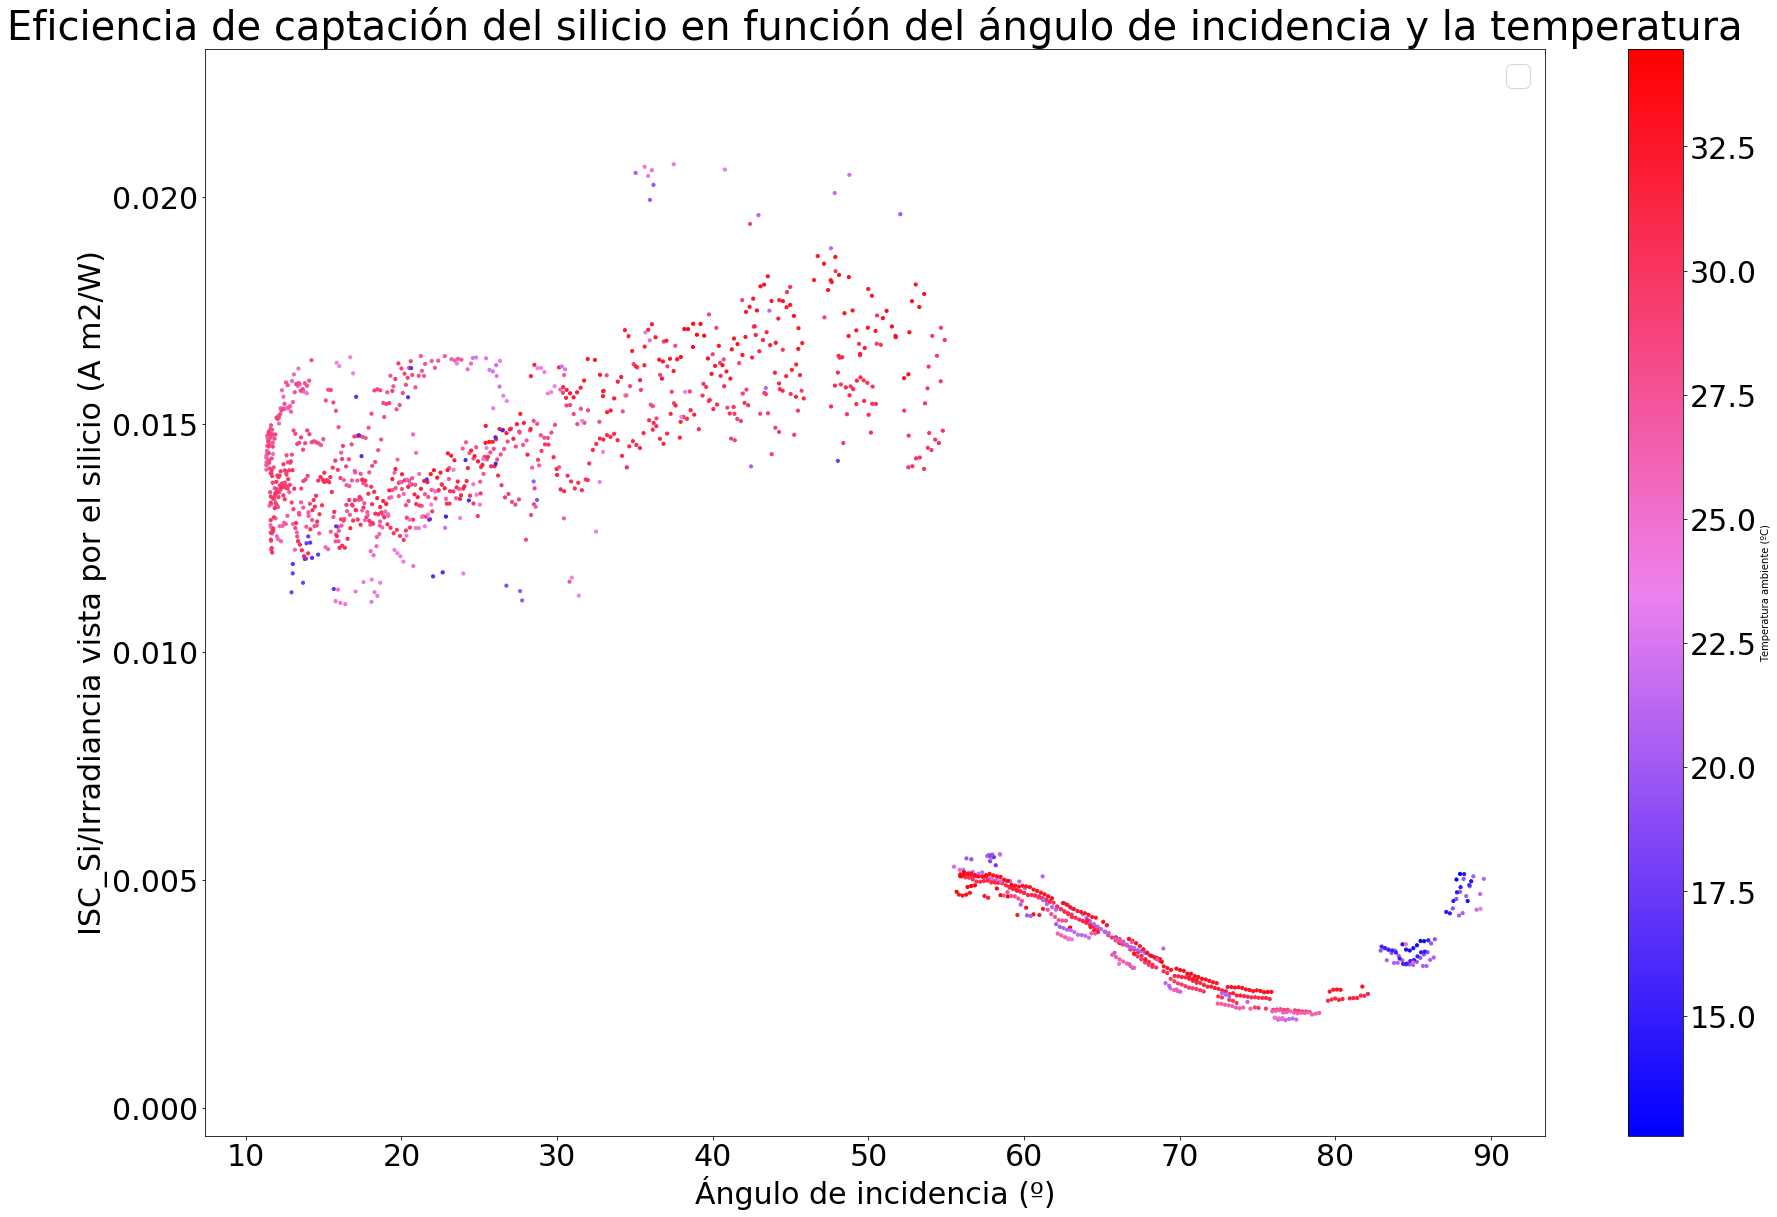 Eficiencia de captación del silicio en función del ángulo de incidencia y la temperatura
ISC_Si/Irradiancia vista por el silicio (A m2/W)
0.020
0.015
0.010
0.005
0.000
10 20 30 40 50 60 70 80 90
Ángulo de incidencia (º)
32.5
30.0
27.5
25.0
22.5
20.0
17.5
15.0
Temperatura ambiente (ºC)